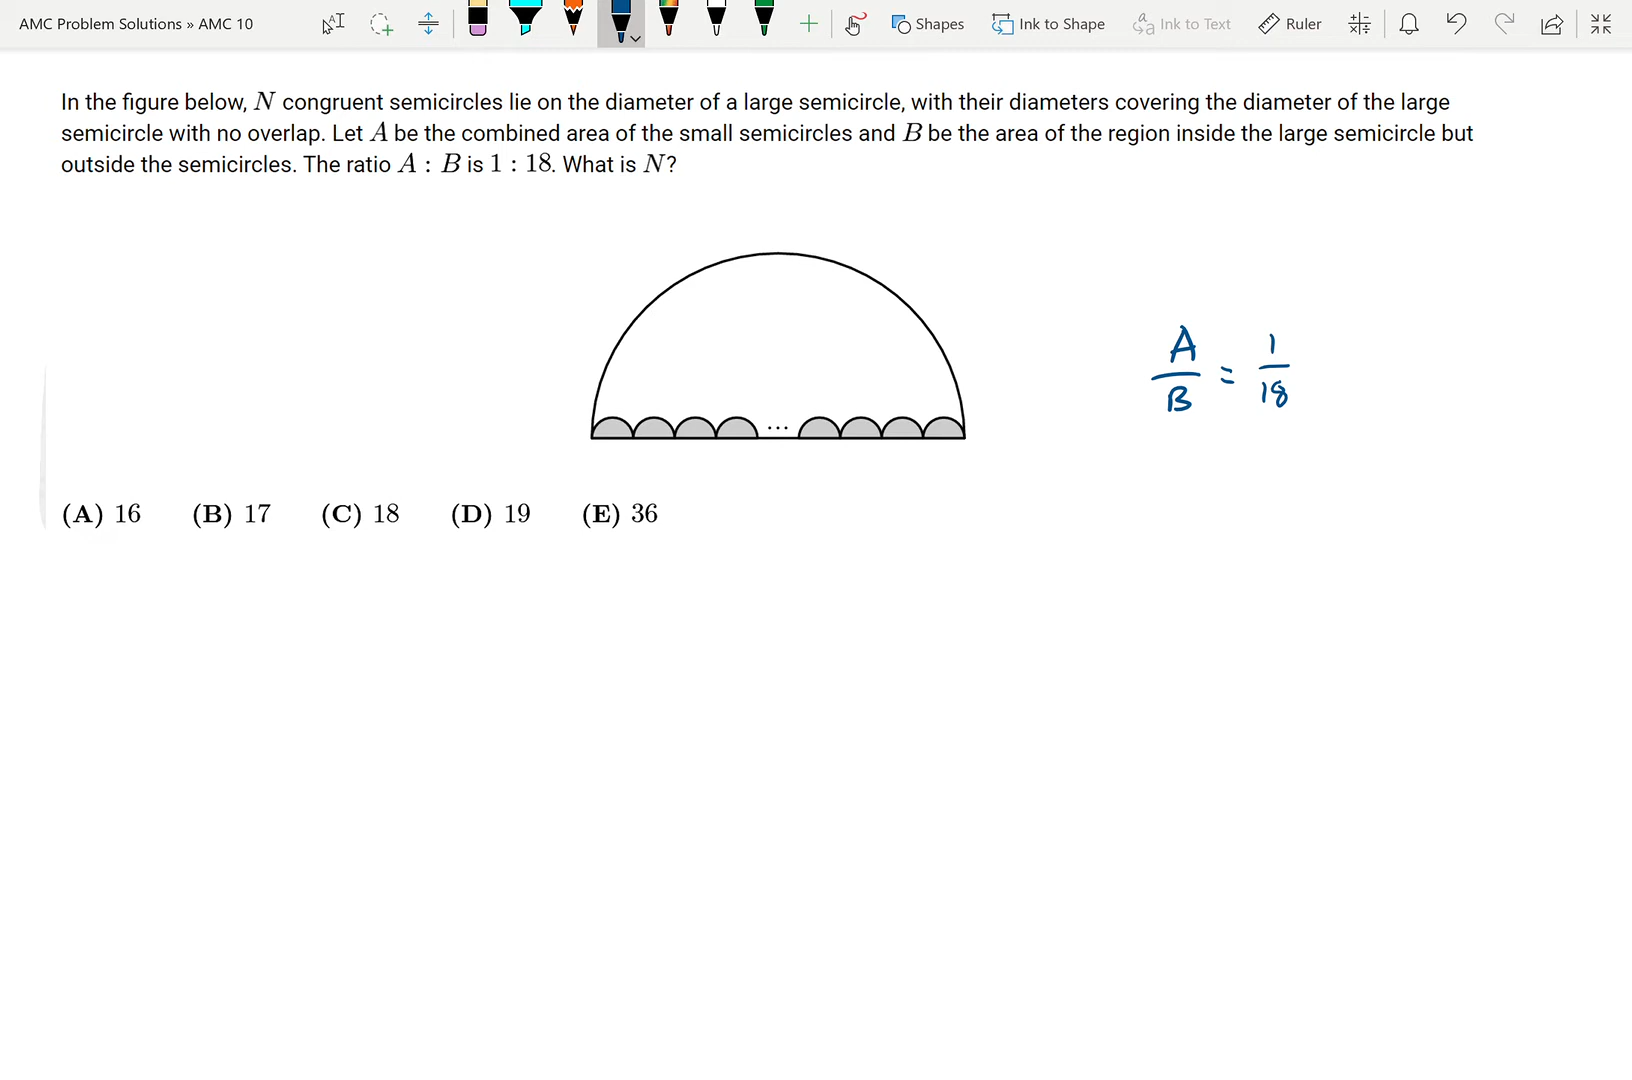 AMC Problem Solutions » AMC 10
Shapes
Ink to Shape
Ink to Text
Ruler
In the figure below, N congruent semicircles lie on the diameter of a large semicircle, with their diameters covering the diameter of the large
semicircle with no overlap. Let A be the combined area of the small semicircles and B be the area of the region inside the large semicircle but
outside the semicircles. The ratio A : B is 1 : 18. What is N?
...
A/B = 1/18
(A) 16 (B) 17 (C) 18 (D) 19 (E) 36